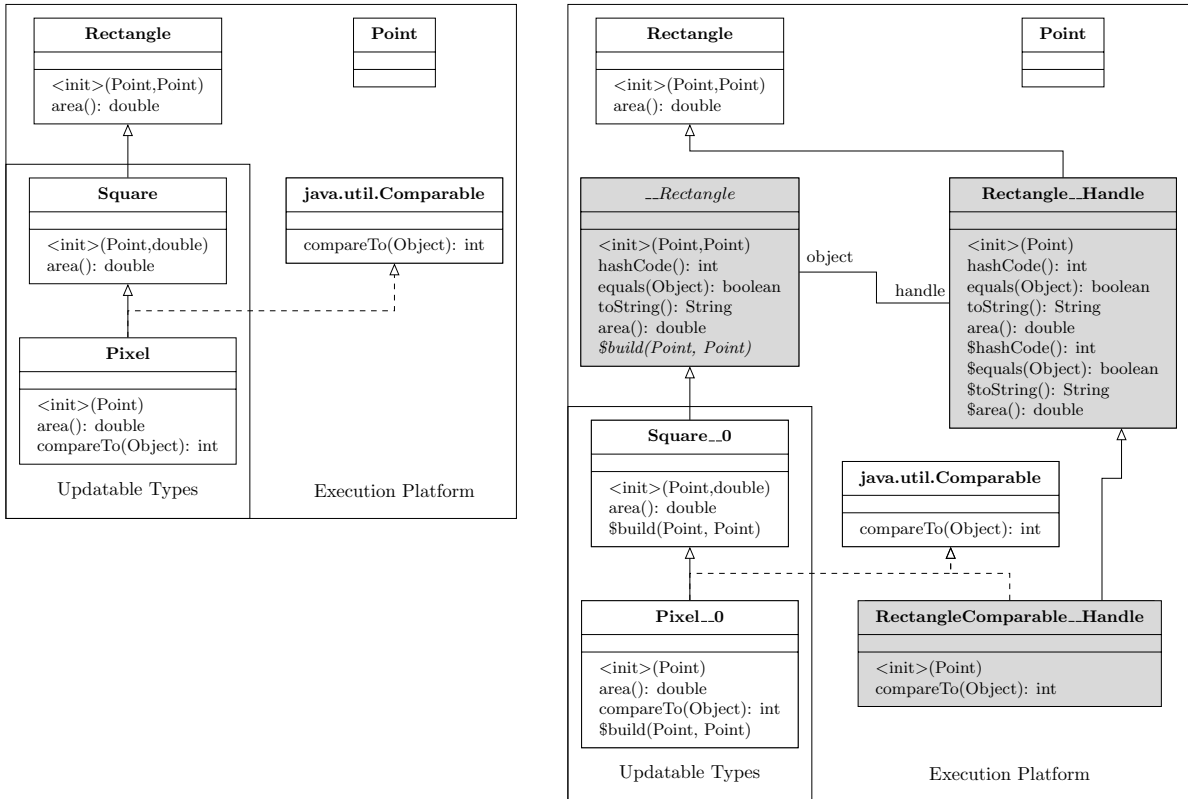 Rectangle
<init>(Point,Point)
area(): double
Point
Square
<init>(Point,double)
area(): double
java.util.Comparable
compareTo(Object): int
Pixel
<init>(Point)
area(): double
compareTo(Object): int
Updatable Types
Execution Platform
Rectangle
<init>(Point,Point)
area(): double
Point
__Rectangle
<init>(Point,Point)
hashCode(): int
equals(Object): boolean
toString(): String
area(): double
$build(Point, Point)
object
handle
Rectangle__Handle
<init>(Point)
hashCode(): int
equals(Object): boolean
toString(): String
area(): double
$hashCode(): int
$equals(Object): boolean
$toString(): String
$area(): double
Square__0
<init>(Point,double)
area(): double
$build(Point, Point)
java.util.Comparable
compareTo(Object): int
Pixel__0
<init>(Point)
area(): double
compareTo(Object): int
$build(Point, Point)
RectangleComparable__Handle
<init>(Point)
compareTo(Object): int
Updatable Types
Execution Platform